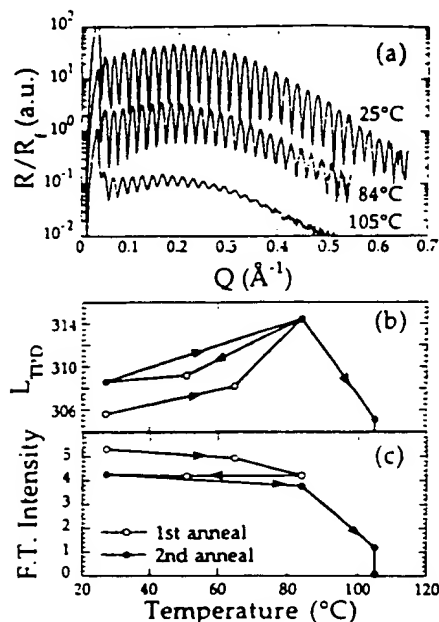 10²
(a)
10¹
10⁰
10⁻¹
10⁻²
R/R_f (a.u.)
25°C
84°C
105°C
0 0.1 0.2 0.3 0.4 0.5 0.6 0.7
Q (Å⁻¹)
(b)
314
310
306
(c)
5
4
3
2
1
0
F.T. Intensity
1st anneal
2nd anneal
20 40 60 80 100 120
Temperature (°C)